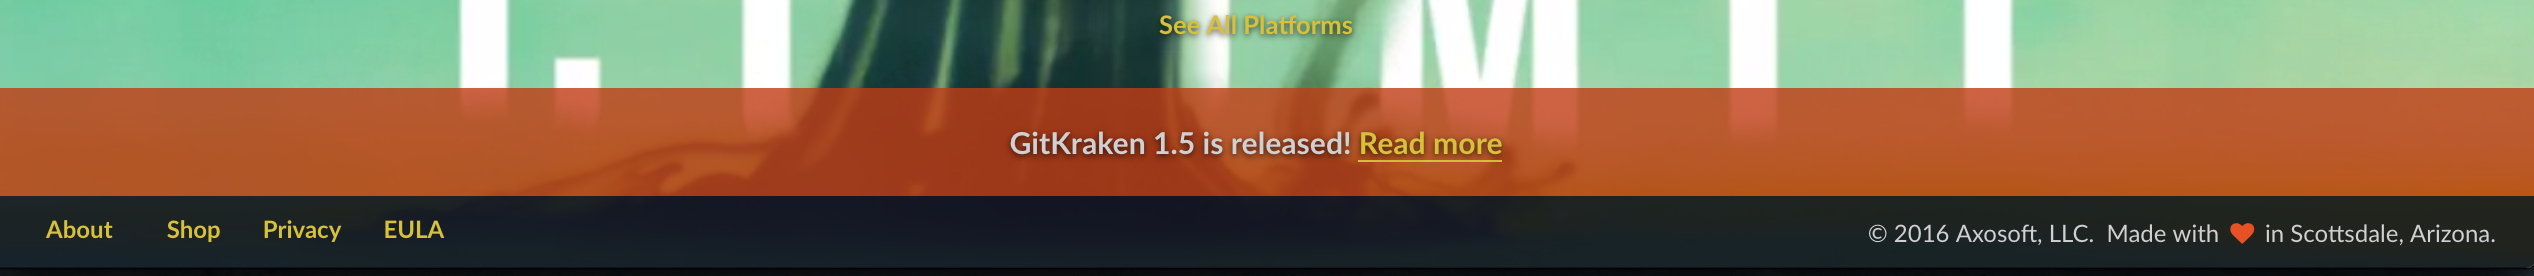 See All Platforms
GitKraken 1.5 is released! Read more
About Shop Privacy EULA
© 2016 Axosoft, LLC. Made with ❤ in Scottsdale, Arizona.